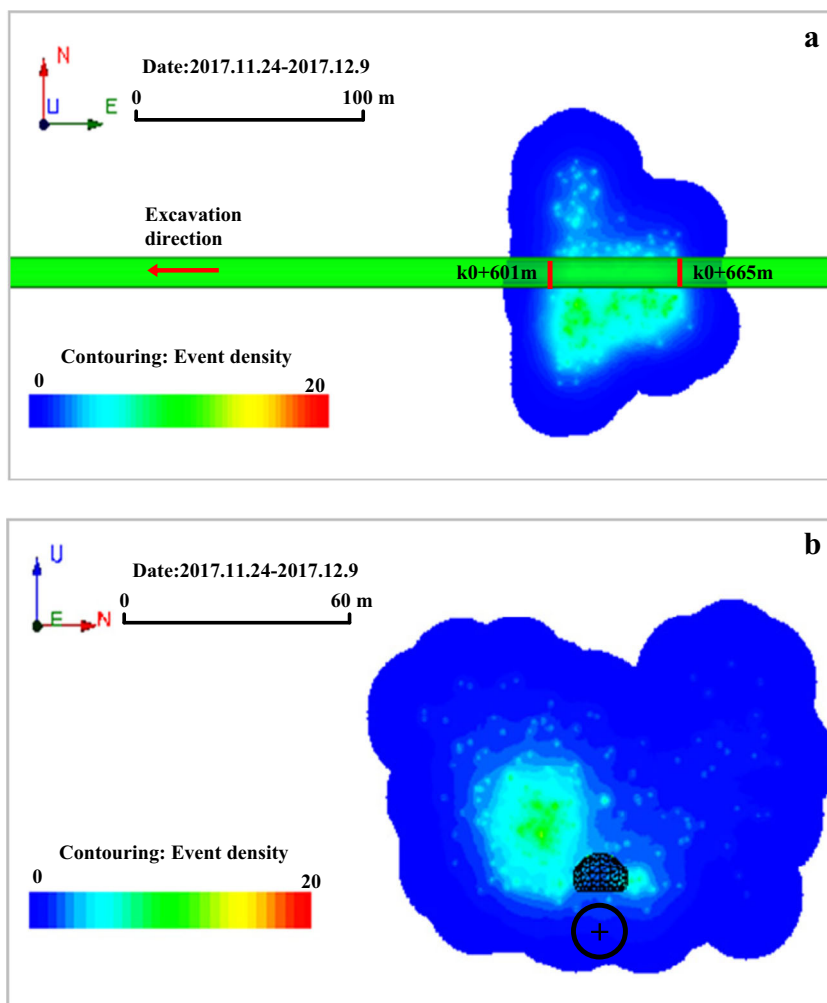 a
N
U
E
Date:2017.11.24-2017.12.9
0
100 m
Excavation
direction
k0+601m
k0+665m
Contouring: Event density
0
20
b
U
E
N
Date:2017.11.24-2017.12.9
0
60 m
Contouring: Event density
0
20